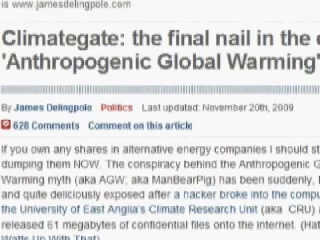 is www.jamesdelingpole.com
Climategate: the final nail in the
'Anthropogenic Global Warming'
By James Delingpole Politics Last updated: November 20th, 2009
628 Comments Comment on this article
If you own any shares in alternative energy companies I should st
dumping them NOW. The conspiracy behind the Anthropogenic G
Warming myth (aka AGW; aka ManBearPig) has been suddenly, b
and quite deliciously exposed after a hacker broke into the compu
the University of East Anglia's Climate Research Unit (aka CRU) a
released 61 megabytes of confidential files onto the internet. (Hat
Watts Up With That)